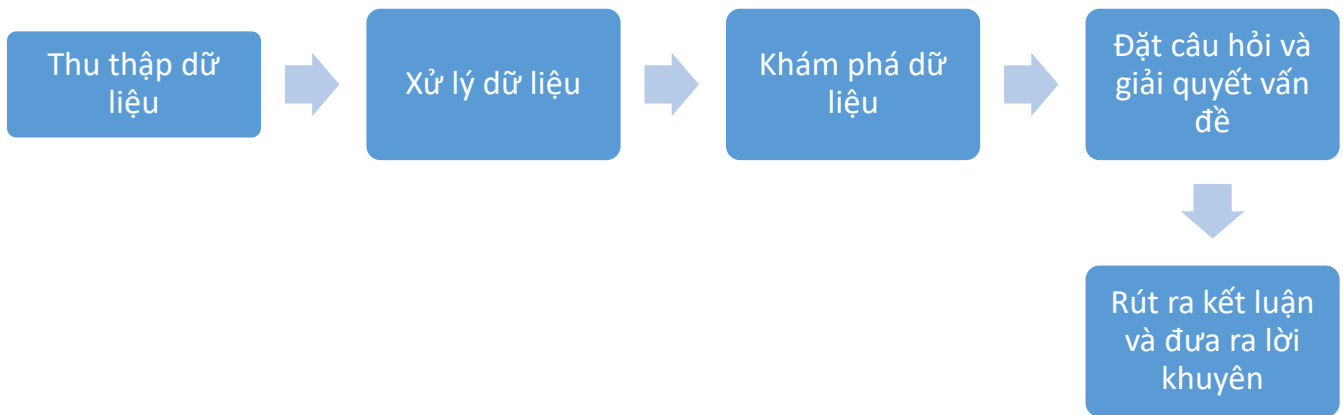 Thu thập dữ
liệu
Xử lý dữ liệu
Khám phá dữ
liệu
Đặt câu hỏi và
giải quyết vấn
đề
Rút ra kết luận
và đưa ra lời
khuyên